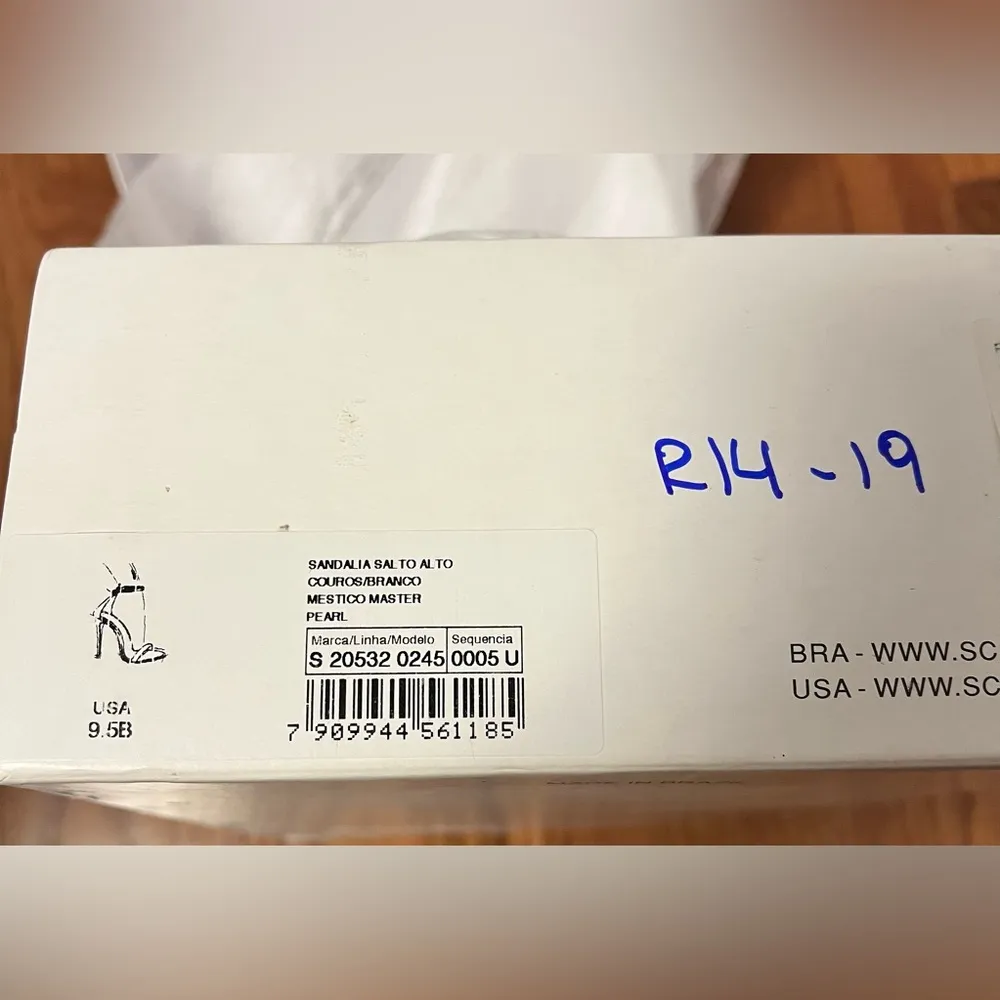 R14-19
SANDALIA SALTO ALTO
COUROS/BRANCO
MESTICO MASTER
PEARL
Marca/Linha/Modelo Sequencia
S 20532 0245 0005 U
7 909944 561185
USA
9.5B
BRA - WWW.SC
USA - WWW.SC